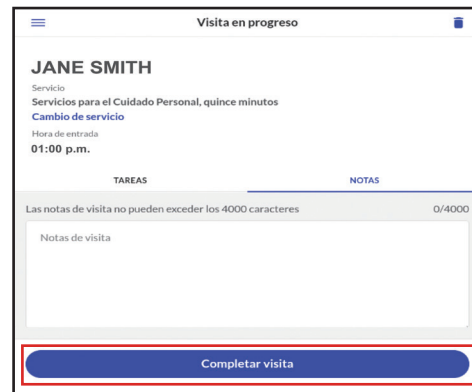 Visita en progreso
JANE SMITH
Servicio
Servicios para el Cuidado Personal, quince minutos
Cambio de servicio
Hora de entrada
01:00 p.m.
TAREAS NOTAS
Las notas de visita no pueden exceder los 4000 caracteres 0/4000
Notas de visita
Completar visita